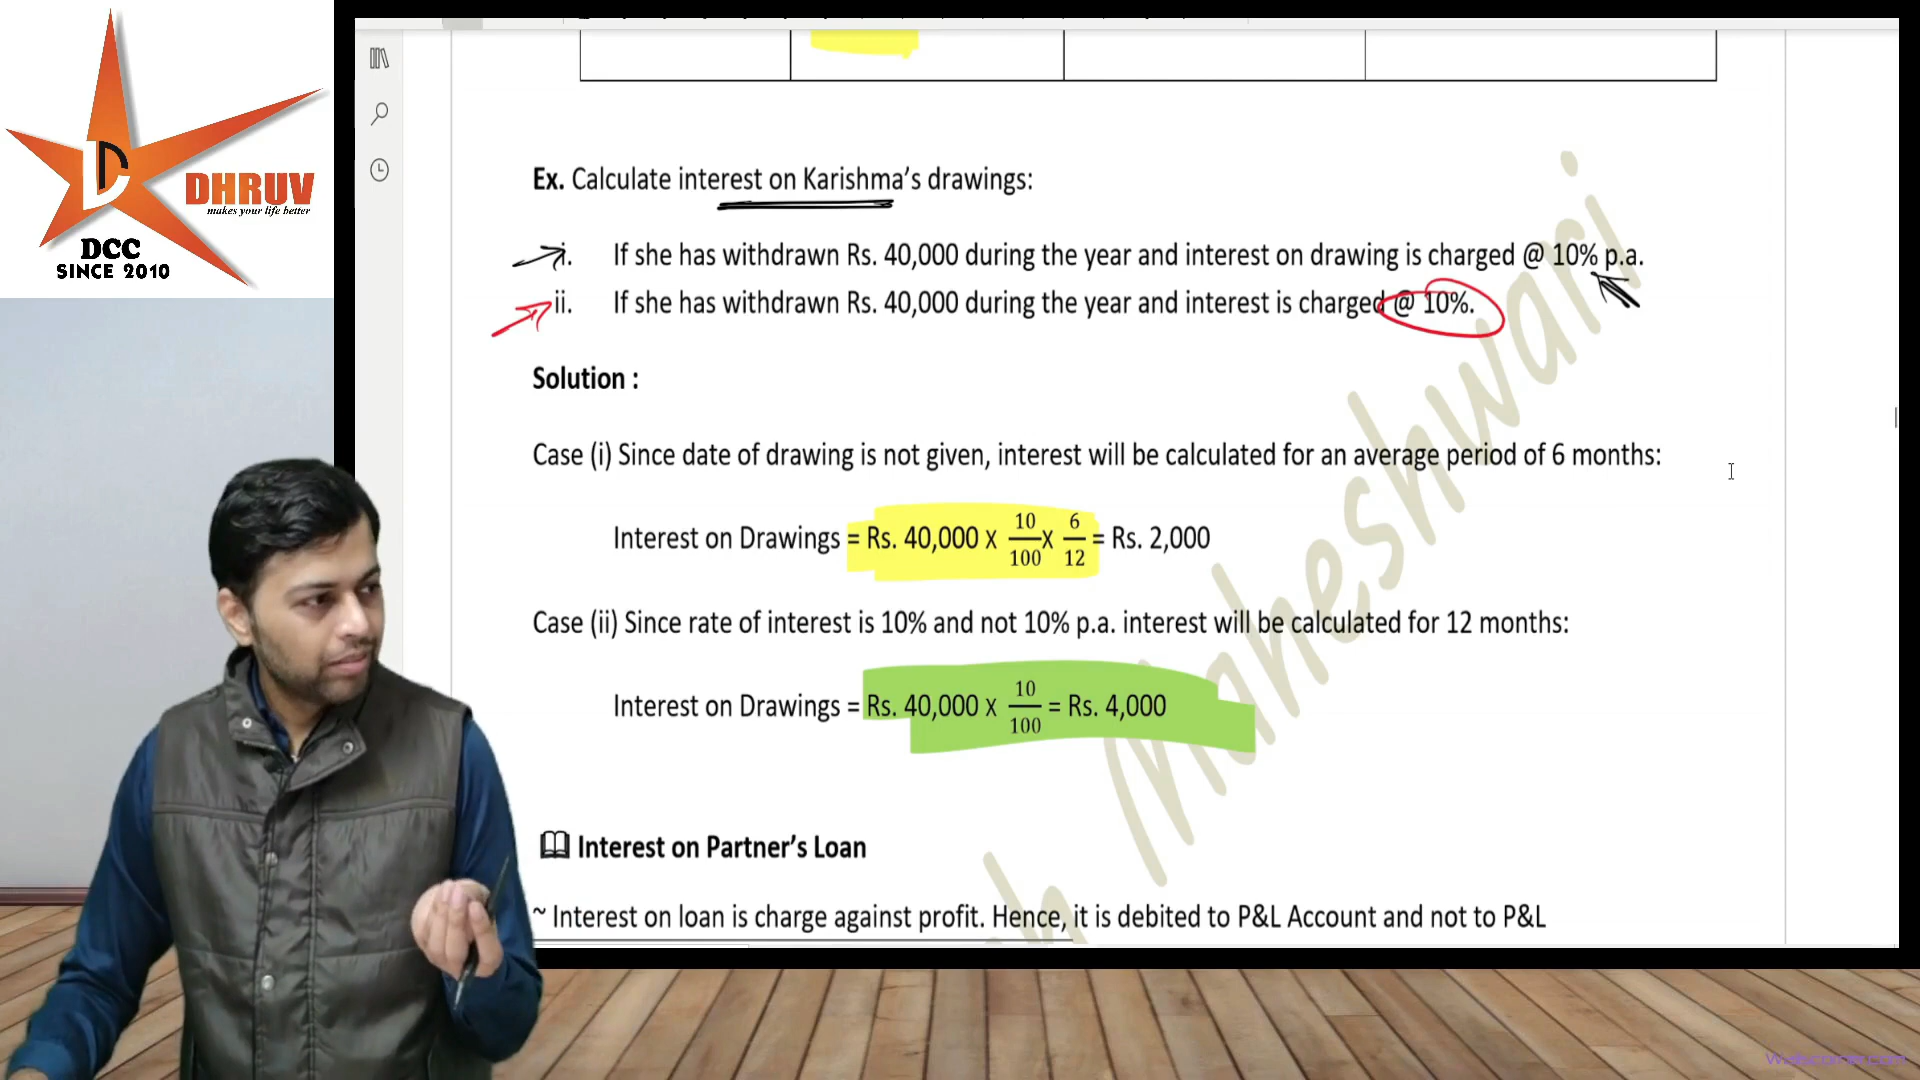 DHRUV
makes your life better
DCC
SINCE 2010
Ex. Calculate interest on Karishma's drawings:
i. If she has withdrawn Rs. 40,000 during the year and interest on drawing is charged @ 10% p.a.
ii. If she has withdrawn Rs. 40,000 during the year and interest is charged @ 10%.
Solution :
Case (i) Since date of drawing is not given, interest will be calculated for an average period of 6 months:
Interest on Drawings = Rs. 40,000 X 10/100 X 6/12 = Rs. 2,000
Case (ii) Since rate of interest is 10% and not 10% p.a. interest will be calculated for 12 months:
Interest on Drawings = Rs. 40,000 X 10/100 = Rs. 4,000
Interest on Partner's Loan
~ Interest on loan is charge against profit. Hence, it is debited to P&L Account and not to P&L
Maheshwari